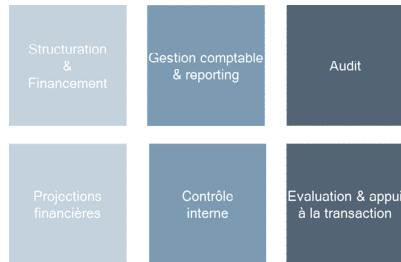 Structuration
&
Financement
Gestion comptable
& reporting
Audit
Projections
financières
Contrôle
interne
Evaluation & appui
à la transaction